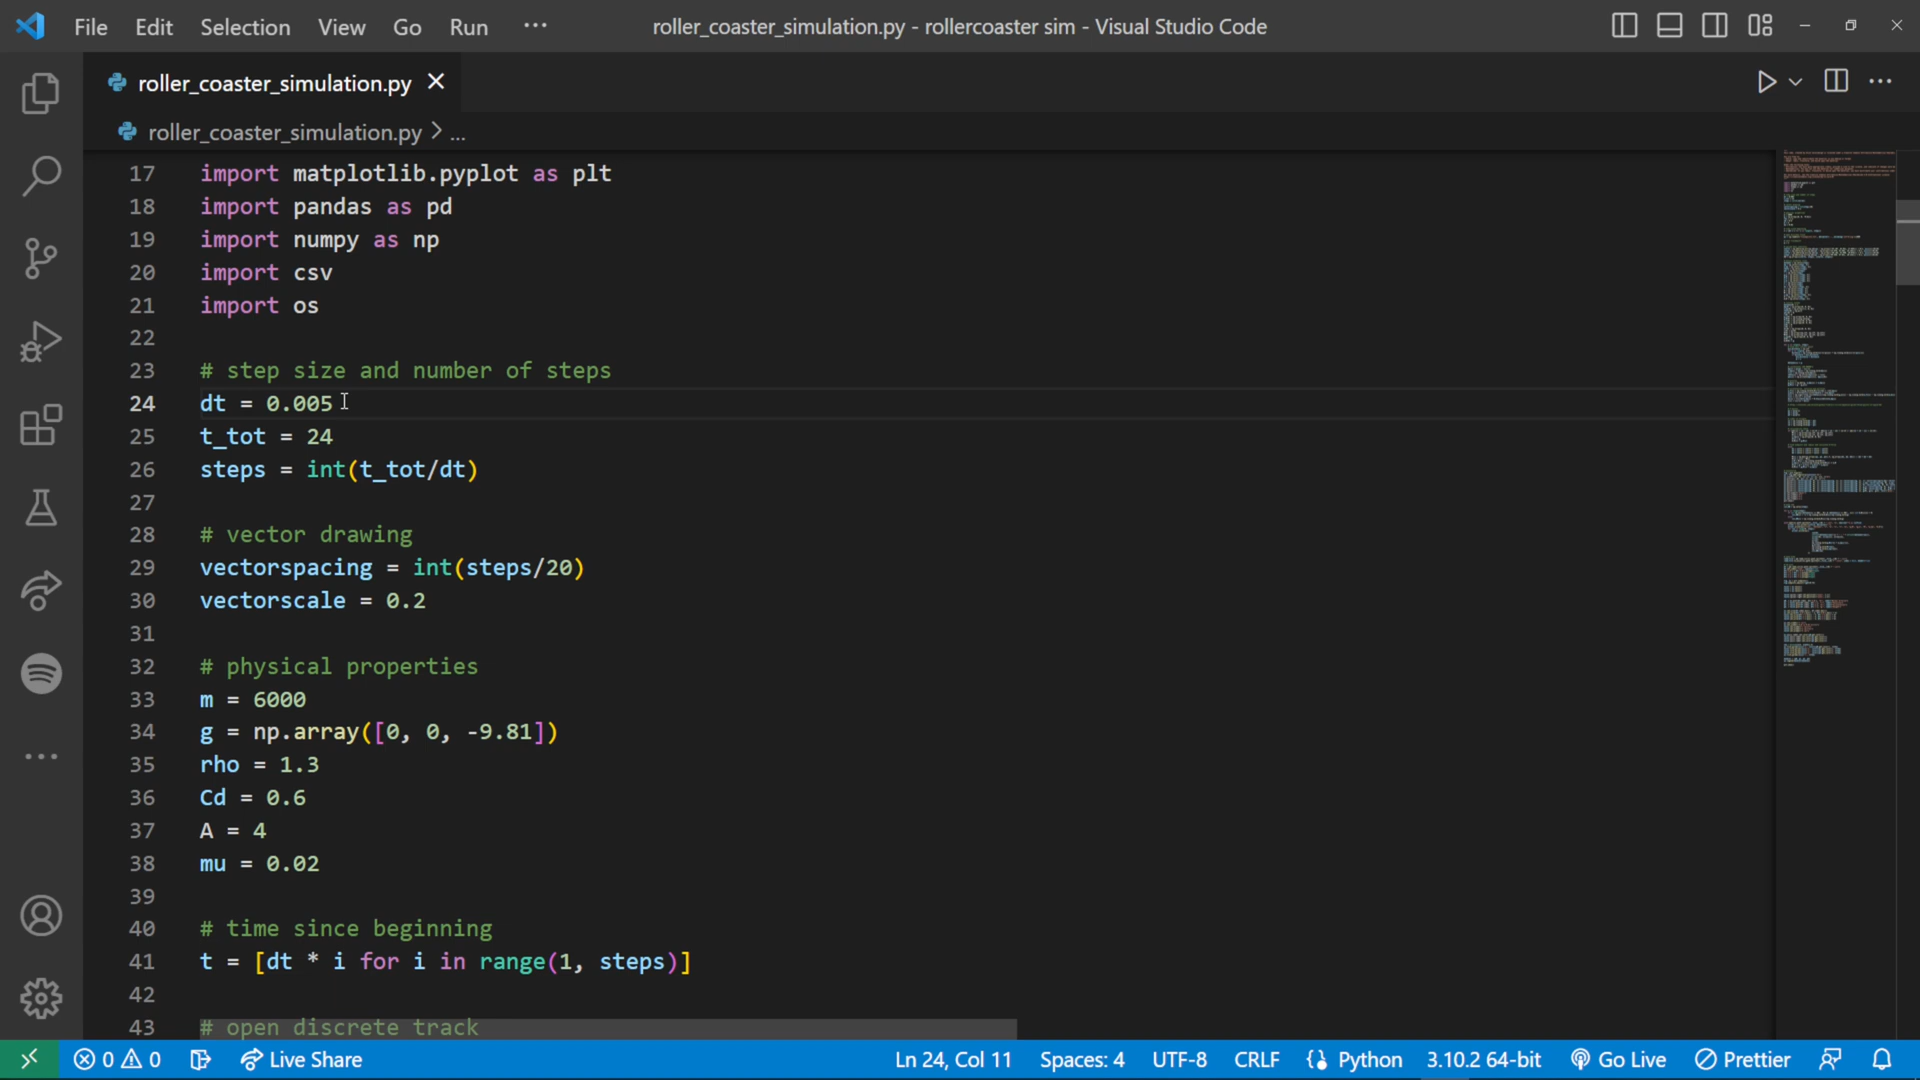 File Edit Selection View Go Run ···
roller_coaster_simulation.py - rollercoaster sim - Visual Studio Code
roller_coaster_simulation.py
roller_coaster_simulation.py > ...
17 import matplotlib.pyplot as plt
18 import pandas as pd
19 import numpy as np
20 import csv
21 import os
22
23 # step size and number of steps
24 dt = 0.005
25 t_tot = 24
26 steps = int(t_tot/dt)
27
28 # vector drawing
29 vectorspacing = int(steps/20)
30 vectorscale = 0.2
31
32 # physical properties
33 m = 6000
34 g = np.array([0, 0, -9.81])
35 rho = 1.3
36 Cd = 0.6
37 A = 4
38 mu = 0.02
39
40 # time since beginning
41 t = [dt * i for i in range(1, steps)]
42
43 # open discrete track
0 0 Live Share Ln 24, Col 11 Spaces: 4 UTF-8 CRLF Python 3.10.2 64-bit Go Live Prettier